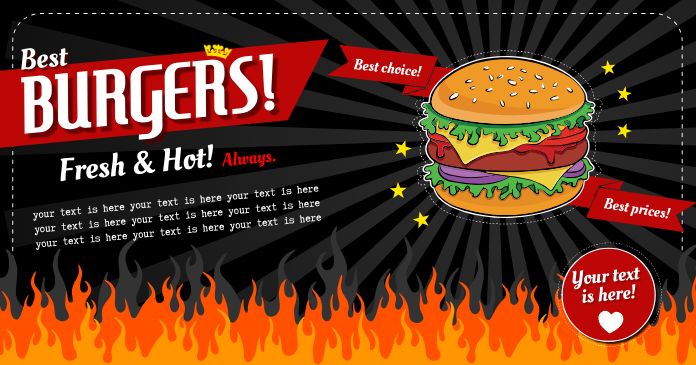 Best
BURGERS!
Fresh & Hot! Always.
your text is here your text is here your text is here
your text is here your text is here your text is here
your text is here your text is here your text is here
Best choice!
Best prices!
Your text
is here!